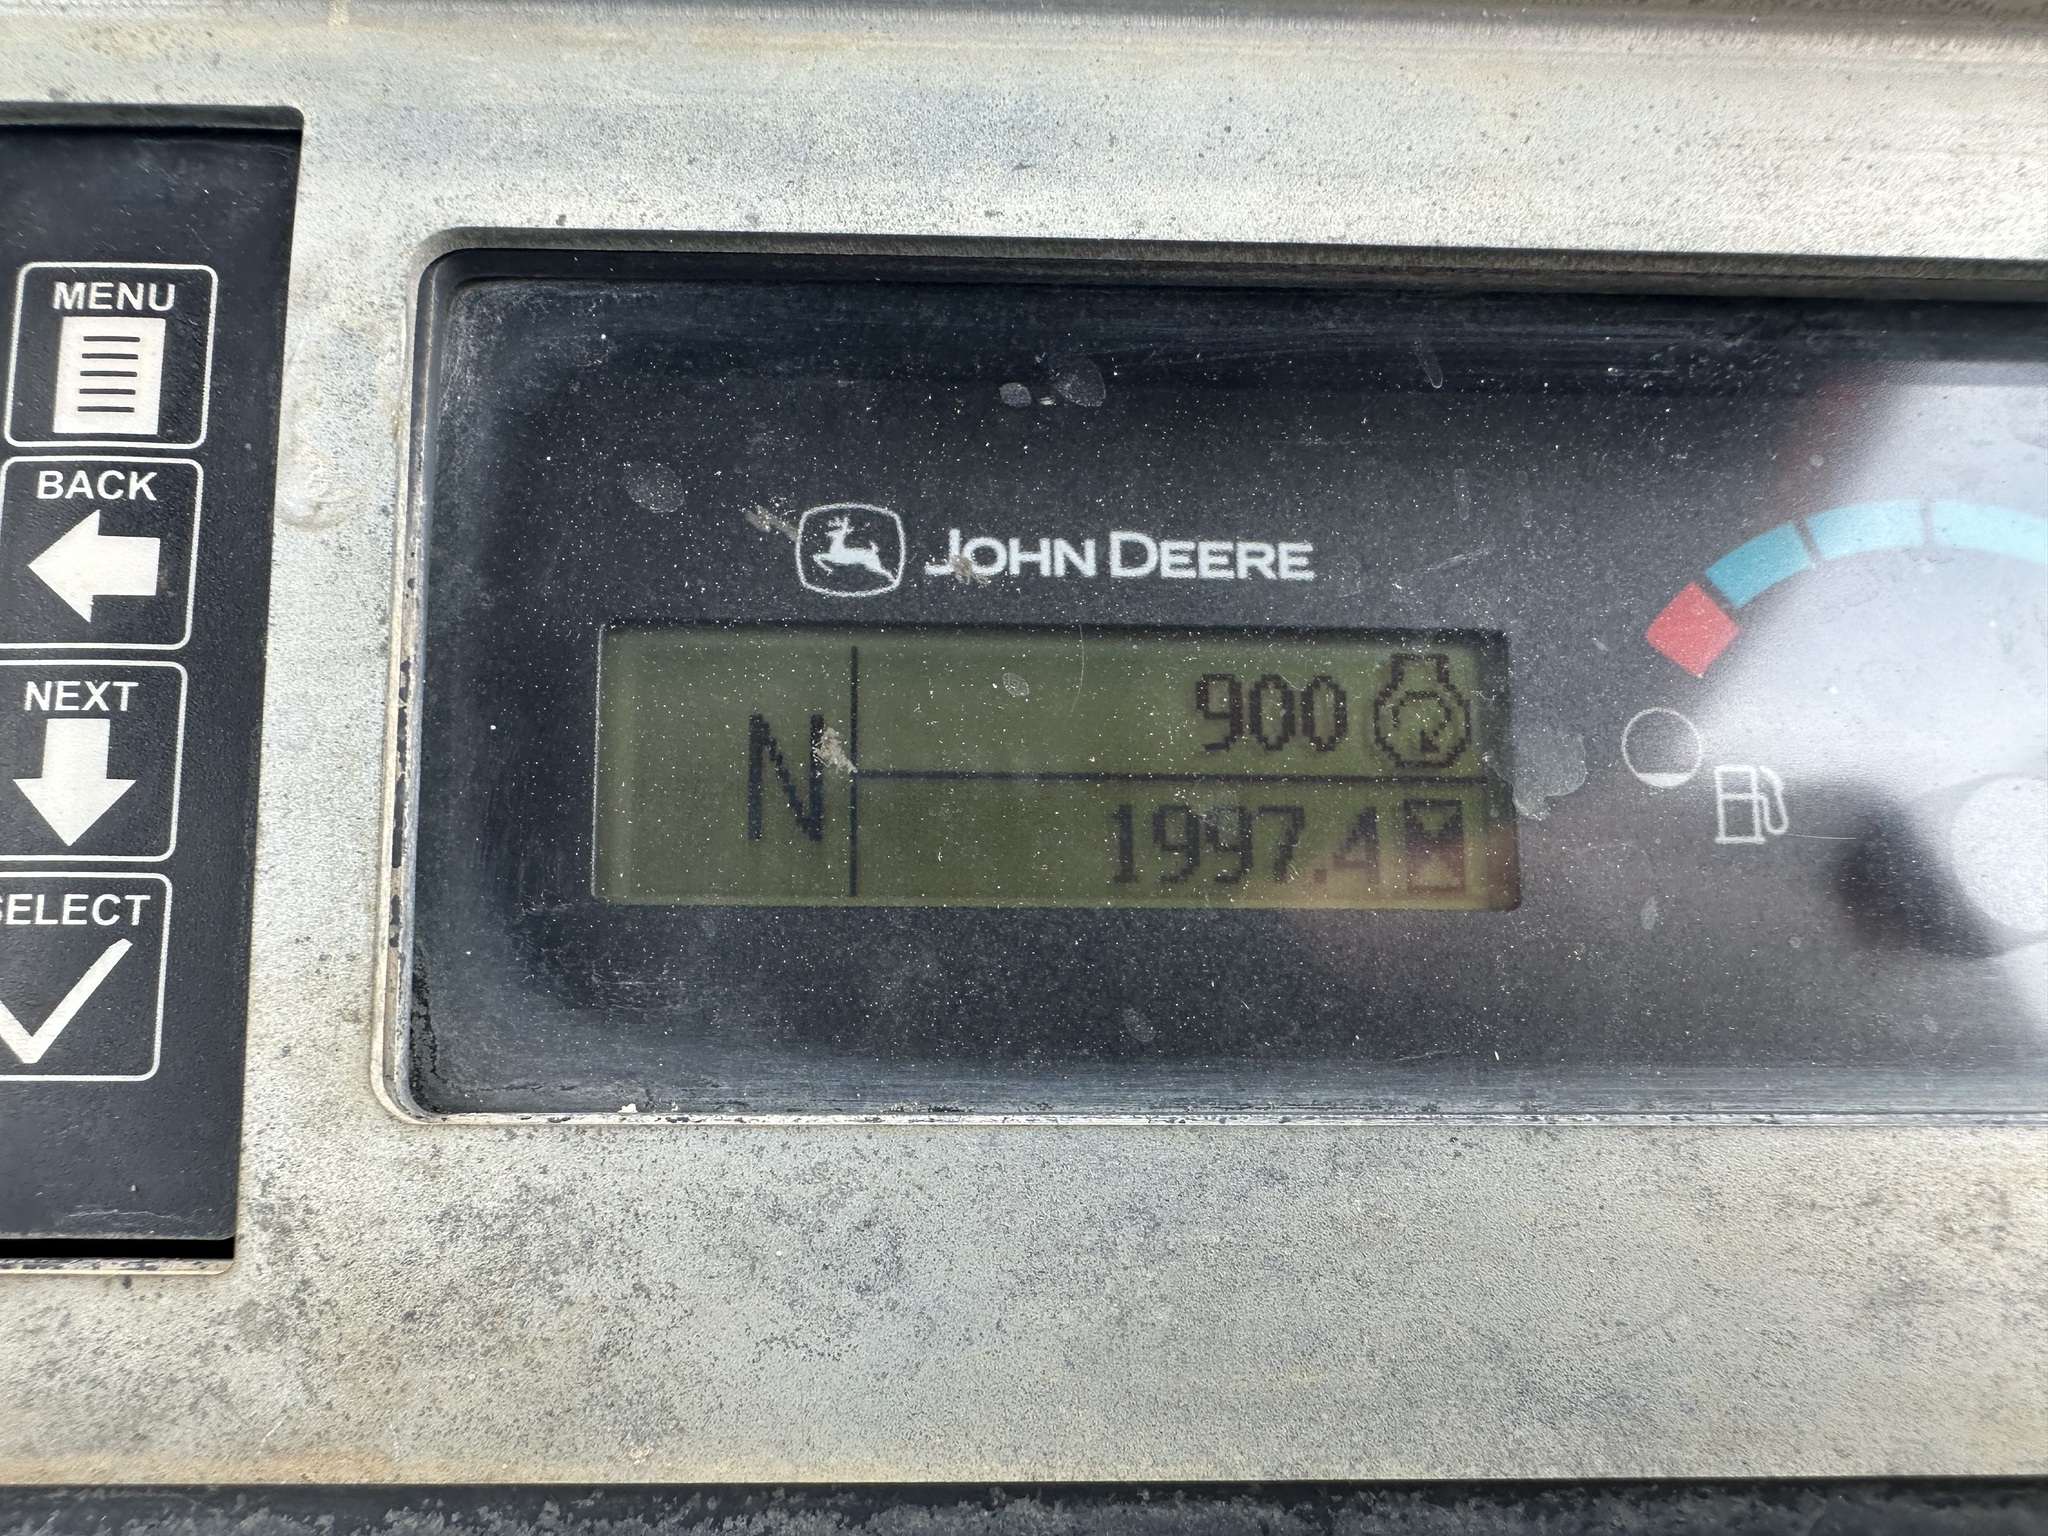 MENU
BACK
NEXT
SELECT
JOHN DEERE
N
900
1997.4